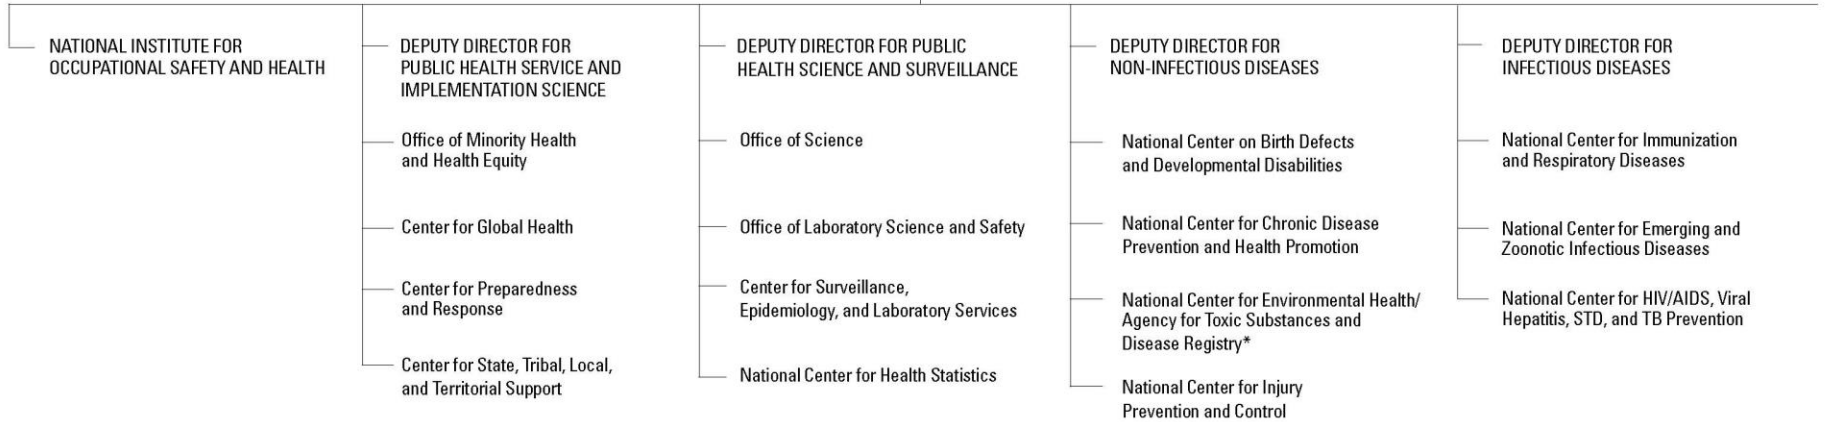 NATIONAL INSTITUTE FOR
OCCUPATIONAL SAFETY AND HEALTH
DEPUTY DIRECTOR FOR
PUBLIC HEALTH SERVICE AND
IMPLEMENTATION SCIENCE
Office of Minority Health
and Health Equity
Center for Global Health
Center for Preparedness
and Response
Center for State, Tribal, Local,
and Territorial Support
DEPUTY DIRECTOR FOR PUBLIC
HEALTH SCIENCE AND SURVEILLANCE
Office of Science
Office of Laboratory Science and Safety
Center for Surveillance,
Epidemiology, and Laboratory Services
National Center for Health Statistics
DEPUTY DIRECTOR FOR
NON-INFECTIOUS DISEASES
National Center on Birth Defects
and Developmental Disabilities
National Center for Chronic Disease
Prevention and Health Promotion
National Center for Environmental Health/
Agency for Toxic Substances and
Disease Registry*
National Center for Injury
Prevention and Control
DEPUTY DIRECTOR FOR
INFECTIOUS DISEASES
National Center for Immunization
and Respiratory Diseases
National Center for Emerging and
Zoonotic Infectious Diseases
National Center for HIV/AIDS, Viral
Hepatitis, STD, and TB Prevention